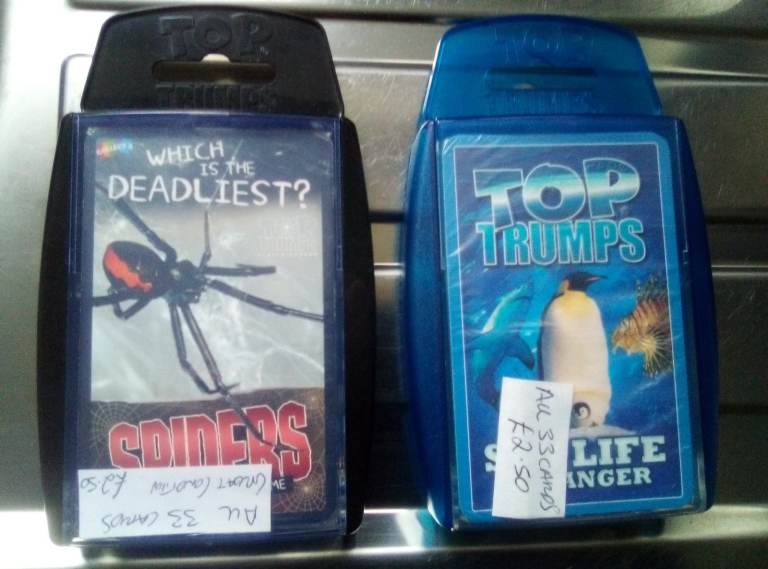 TOP
TRUMPS
WHICH
IS THE
DEADLIEST?
SPIDERS
ME
ALL 33 CARDS
GREAT CONDITION £2.50
TOP
TRUMPS
TOP
TRUMPS
S LIFE
ANGER
ALL 33 CARDS
£2.50